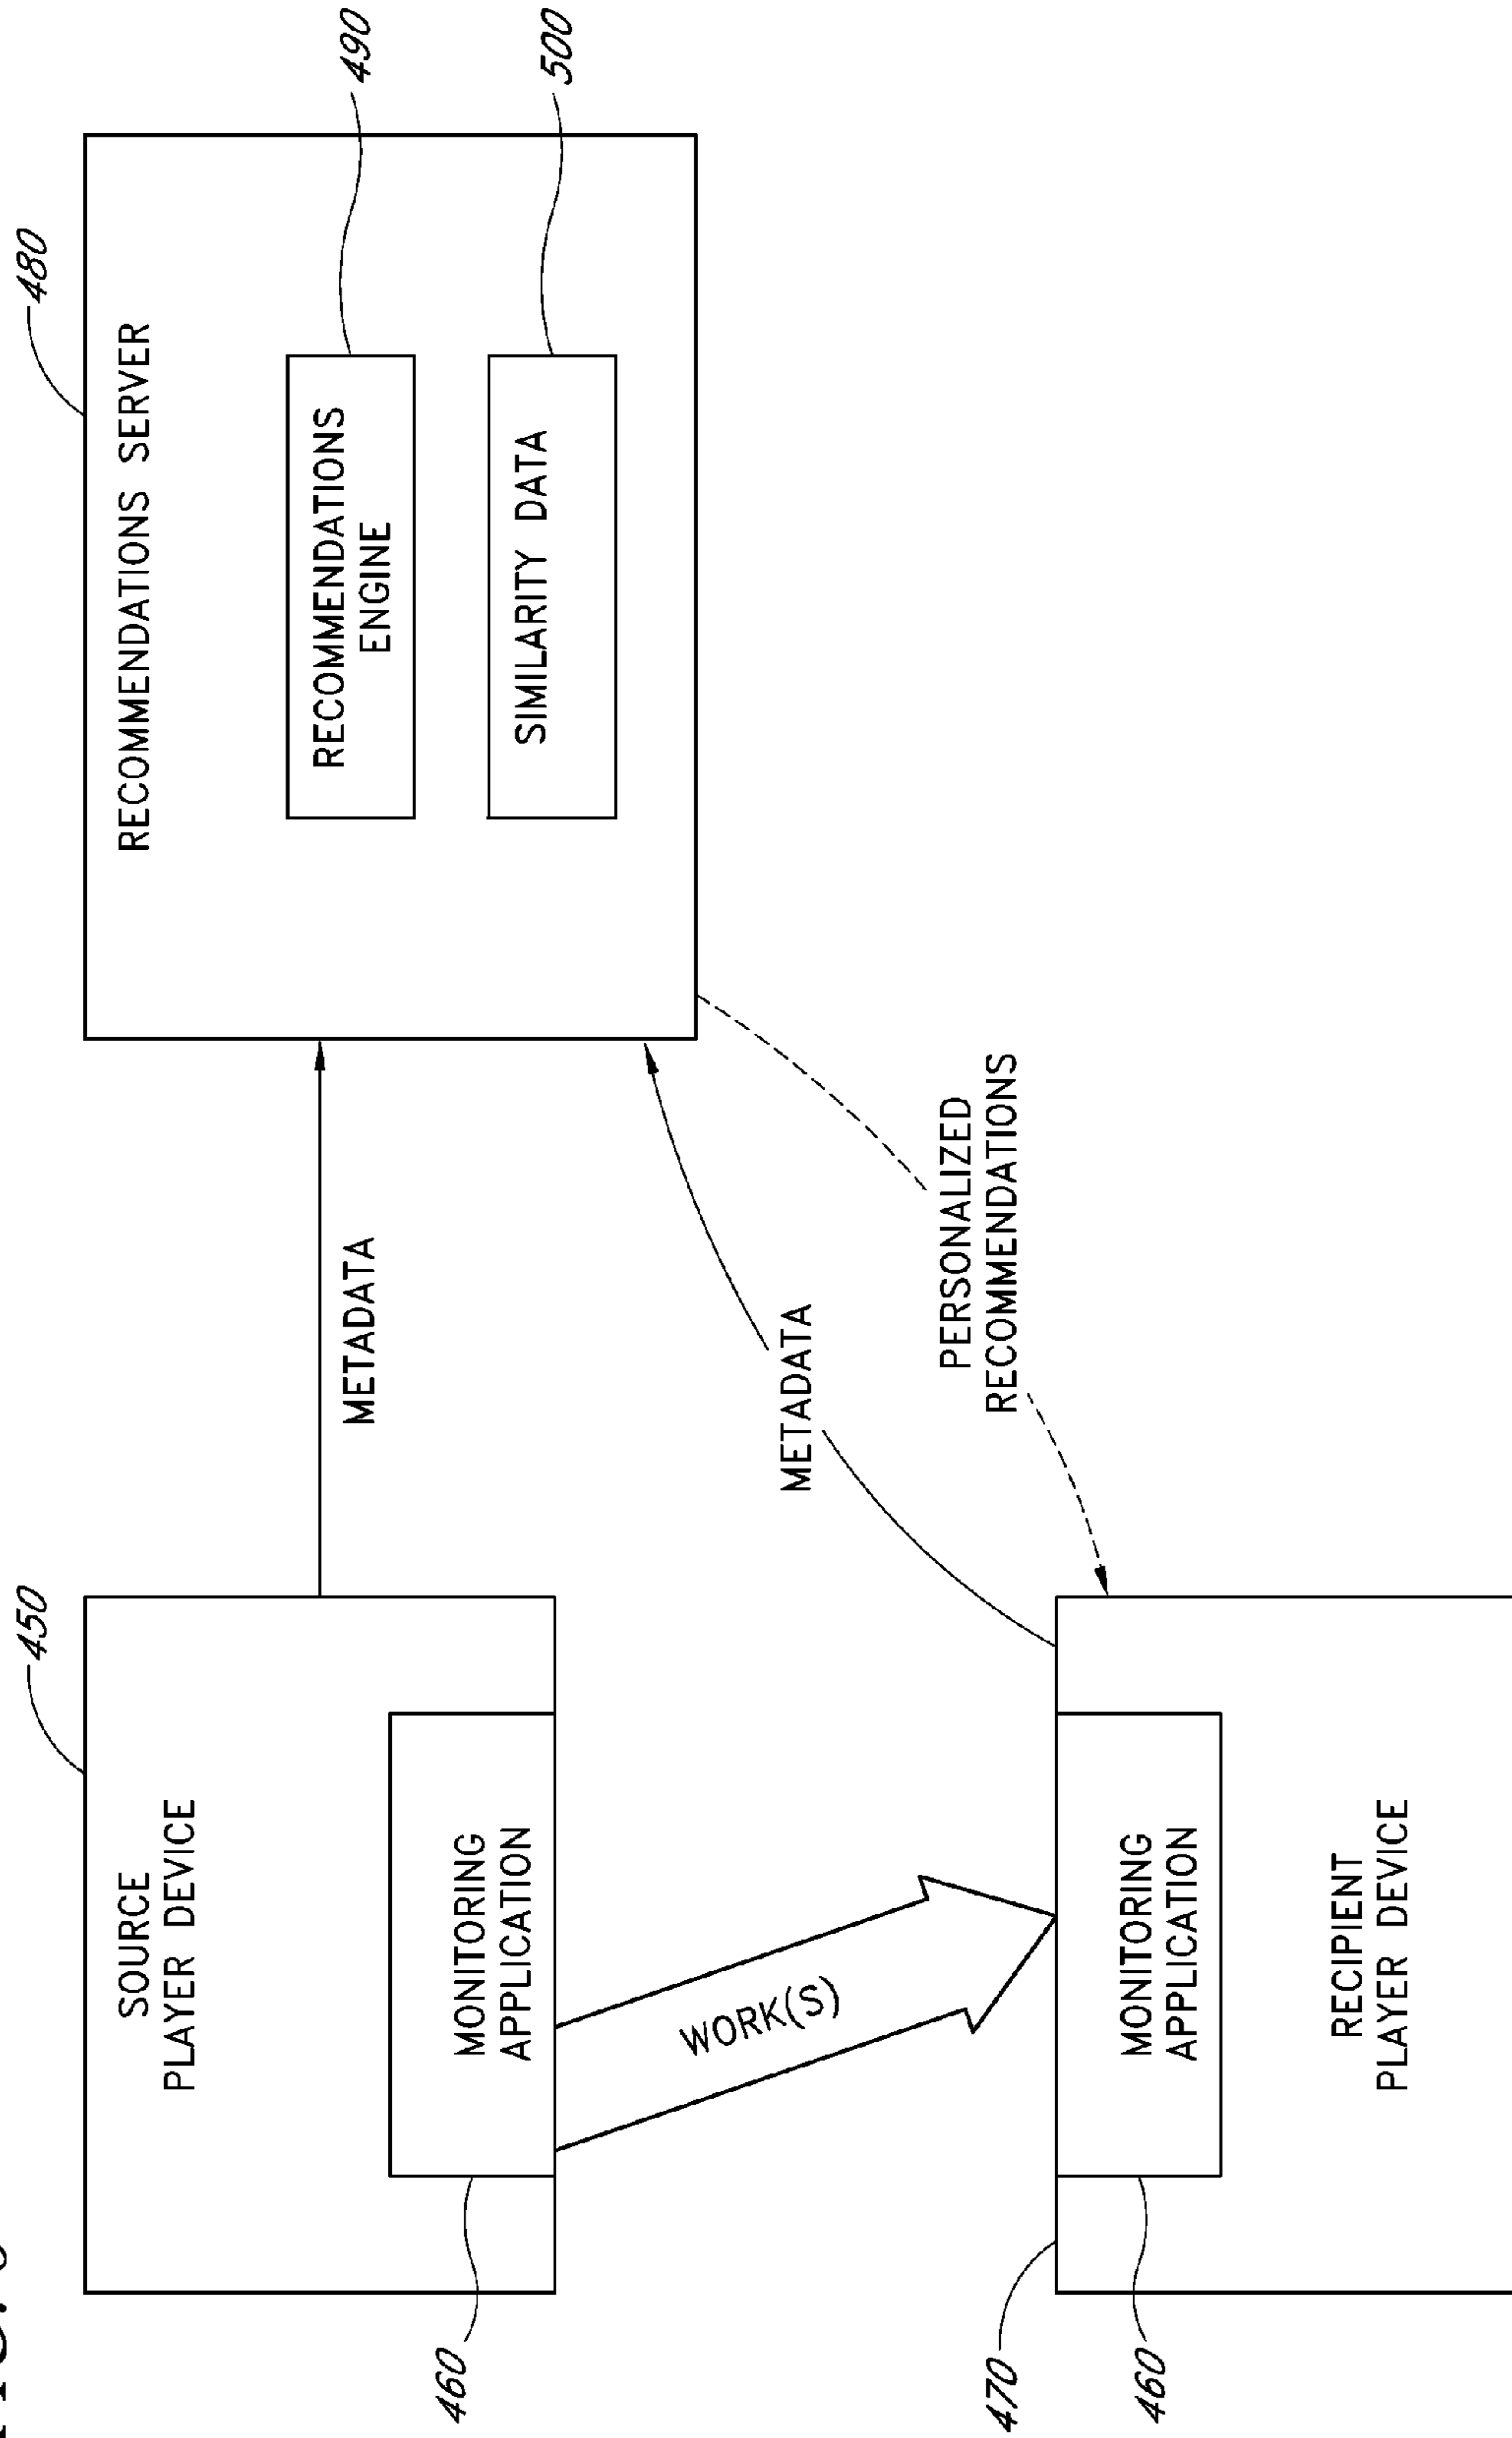 450
480
SOURCE
PLAYER DEVICE
RECOMMENDATIONS SERVER
METADATA
RECOMMENDATIONS
ENGINE
490
460
MONITORING
APPLICATION
SIMILARITY DATA
500
WORK(S)
METADATA
PERSONALIZED
RECOMMENDATIONS
470
460
MONITORING
APPLICATION
RECIPIENT
PLAYER DEVICE